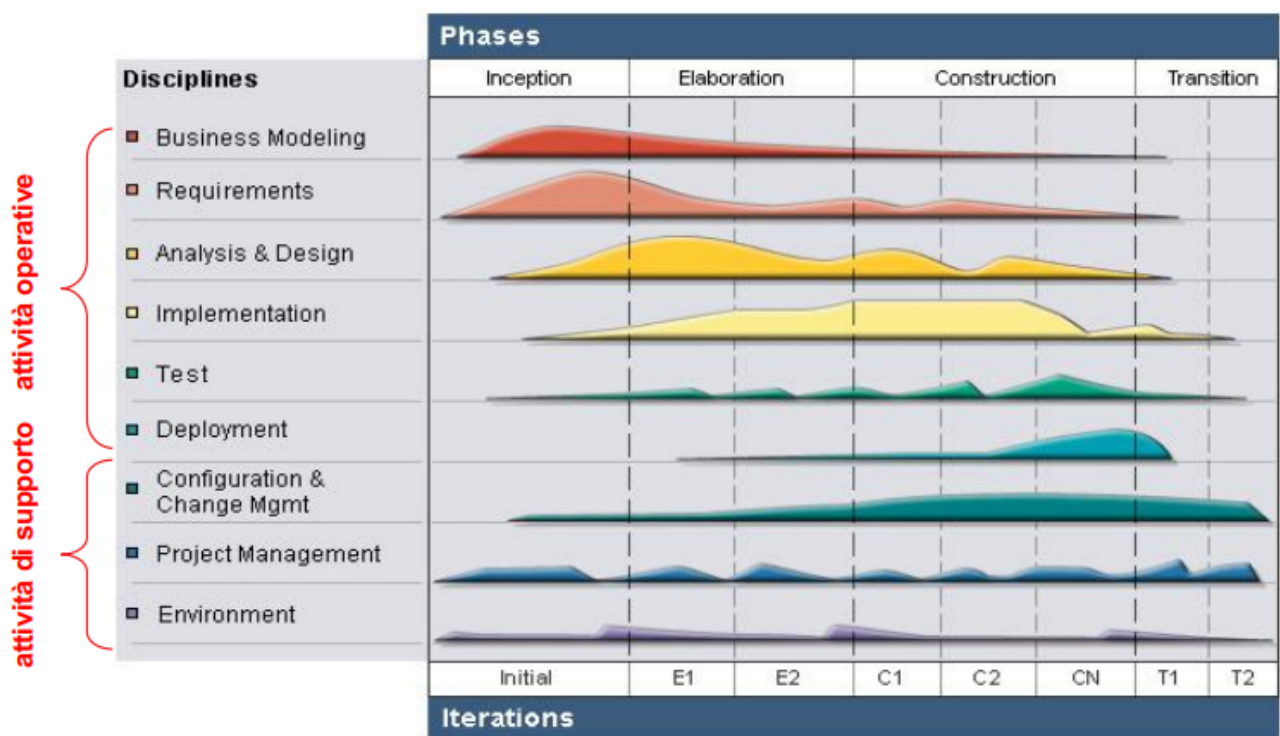 Phases
Disciplines
Inception
Elaboration
Construction
Transition
Business Modeling
Requirements
Analysis & Design
Implementation
Test
Deployment
Configuration &
Change Mgmt
Project Management
Environment
attività operative
attività di supporto
Initial
E1
E2
C1
C2
CN
T1
T2
Iterations